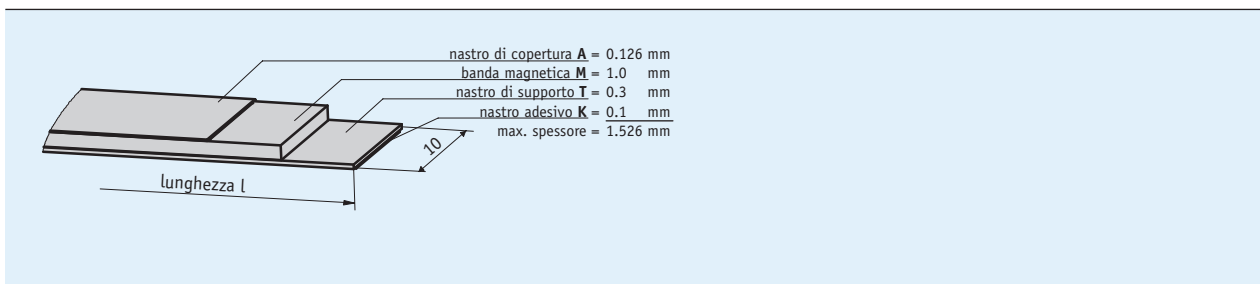 nastro di copertura A = 0.126 mm
banda magnetica M = 1.0 mm
nastro di supporto T = 0.3 mm
nastro adesivo K = 0.1 mm
max. spessore = 1.526 mm
10
lunghezza l